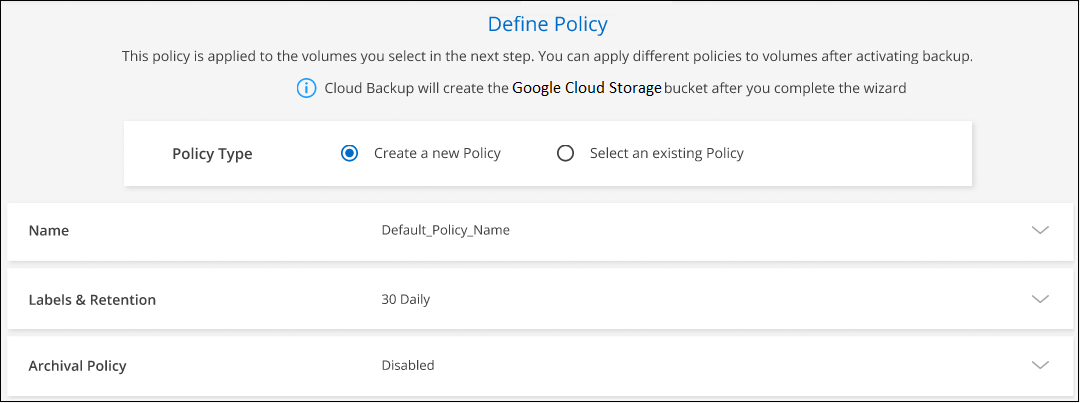 Define Policy
This policy is applied to the volumes you select in the next step. You can apply different policies to volumes after activating backup.
Cloud Backup will create the Google Cloud Storage bucket after you complete the wizard
Policy Type Create a new Policy Select an existing Policy
Name Default_Policy_Name
Labels & Retention 30 Daily
Archival Policy Disabled